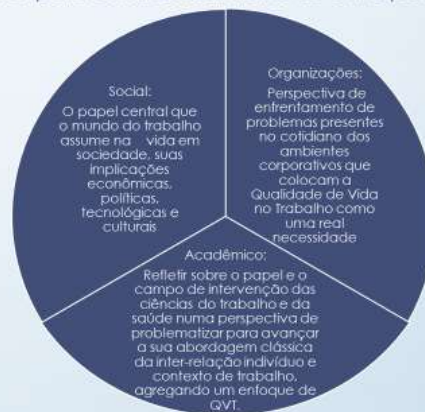 Social:
O papel central que
o mundo do trabalho
assume na vida em
sociedade, suas
implicações
econômicas,
políticas,
tecnológicas e
culturais
Organizações:
Perspectiva de
enfrentamento de
problemas presentes
no cotidiano dos
ambientes
corporativos que
colocam a
Qualidade de Vida
no Trabalho como
uma real
necessidade
Acadêmico:
Refletir sobre o papel e o
campo de intervenção das
ciências do trabalho e da
saúde numa perspectiva de
problematizar para avançar
a sua abordagem clássica
da inter-relação indivíduo e
contexto de trabalho,
agregando um enfoque de
QVT.